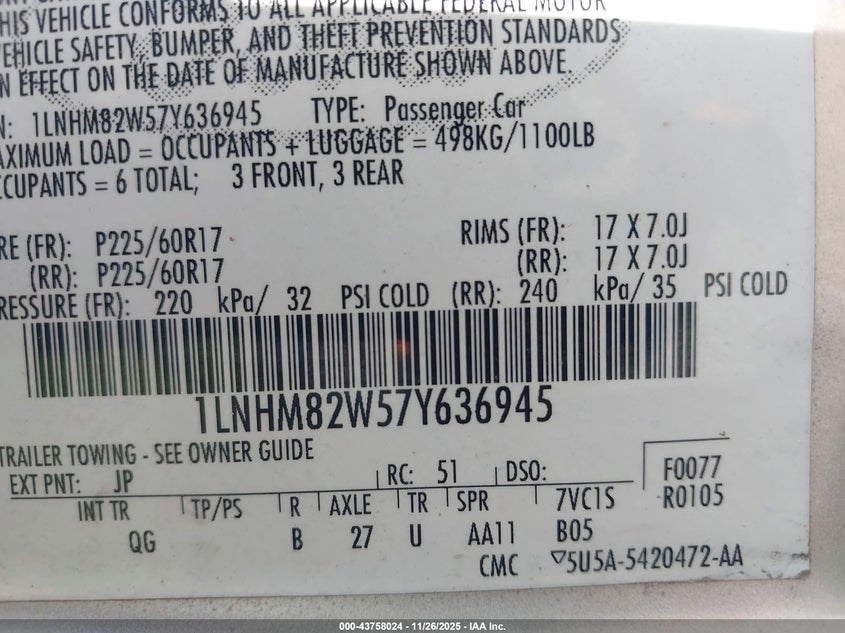 THIS VEHICLE CONFORMS TO ALL APPLICABLE FEDERAL MOTOR
VEHICLE SAFETY, BUMPER, AND THEFT PREVENTION STANDARDS
IN EFFECT ON THE DATE OF MANUFACTURE SHOWN ABOVE.
N: 1LNHM82W57Y636945 TYPE: Passenger Car
AXIMUM LOAD = OCCUPANTS + LUGGAGE = 498KG/1100LB
CCUPANTS = 6 TOTAL; 3 FRONT, 3 REAR
RE (FR): P225/60R17 RIMS (FR): 17 X 7.0J
(RR): P225/60R17 (RR): 17 X 7.0J
RESSURE (FR): 220 kPa/ 32 PSI COLD (RR): 240 kPa/ 35 PSI COLD
1LNHM82W57Y636945
TRAILER TOWING - SEE OWNER GUIDE
EXT PNT: JP RC: 51 DSO: F0077
INT TR TP/PS R AXLE TR SPR 7VC1S R0105
QG B 27 U AA11 B05
CMC ▽5U5A-5420472-AA
000-43758024 - 11/26/2025 - IAA Inc.